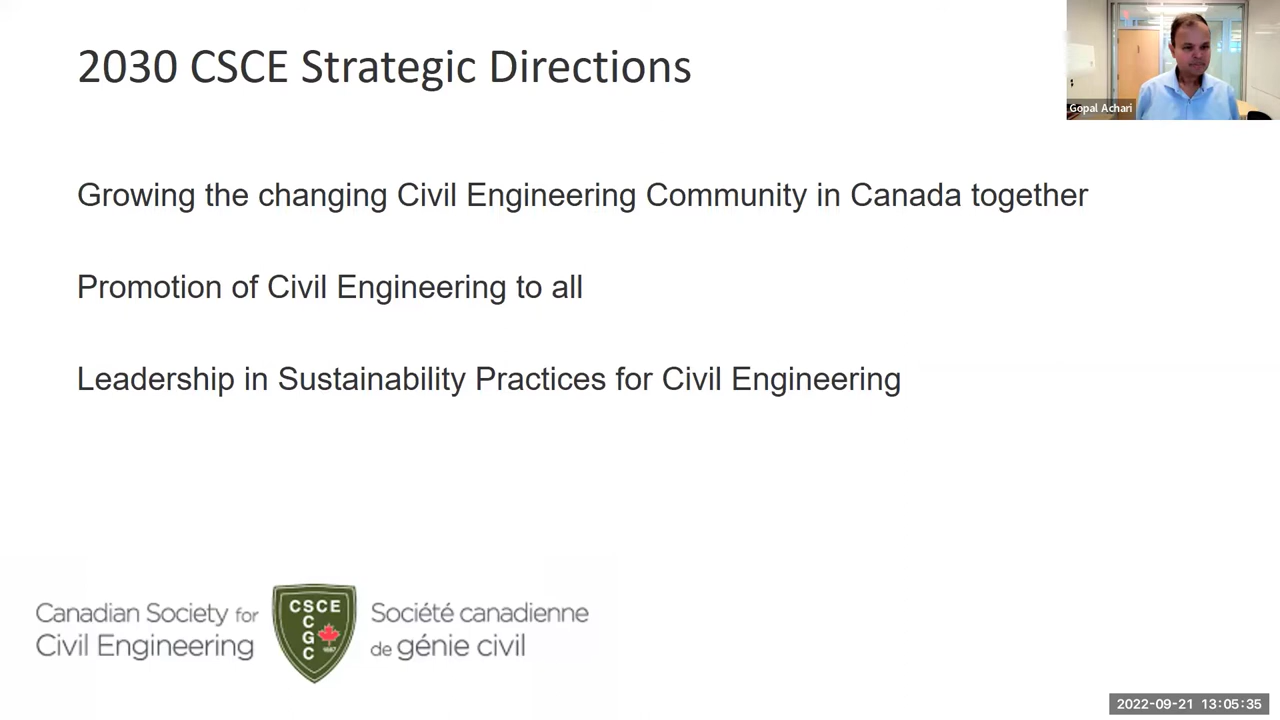 2030 CSCE Strategic Directions
Gopal Achari
Growing the changing Civil Engineering Community in Canada together
Promotion of Civil Engineering to all
Leadership in Sustainability Practices for Civil Engineering
Canadian Society for
Civil Engineering
CSCE
C
G
C
1887
Société canadienne
de génie civil
2022-09-21 13:05:35